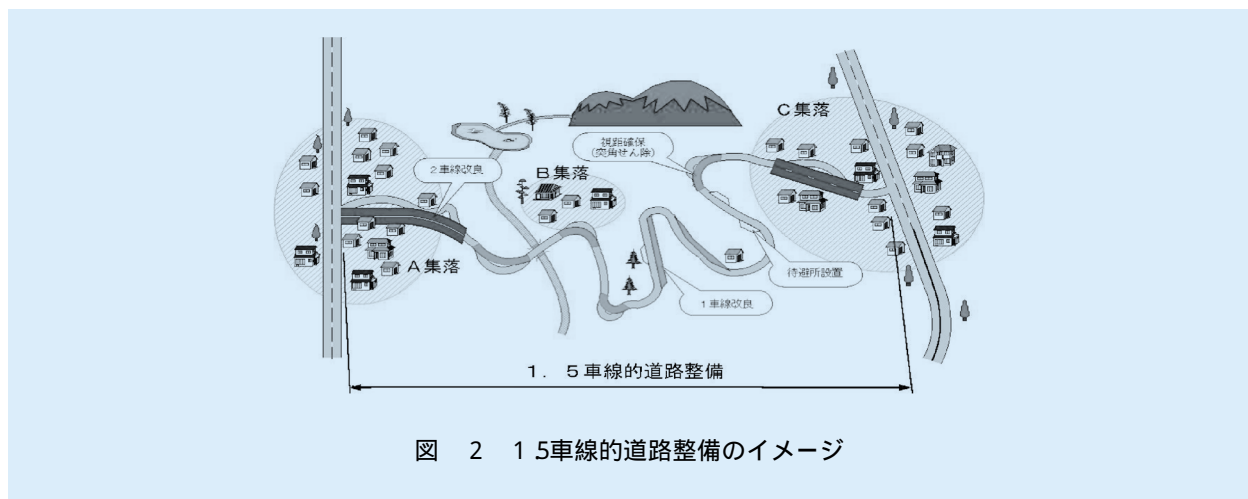 C集落
視距確保
(突角せん除)
2車線改良
B集落
A集落
待避所設置
1車線改良
1．5車線的道路整備
図　2　1.5車線的道路整備のイメージ